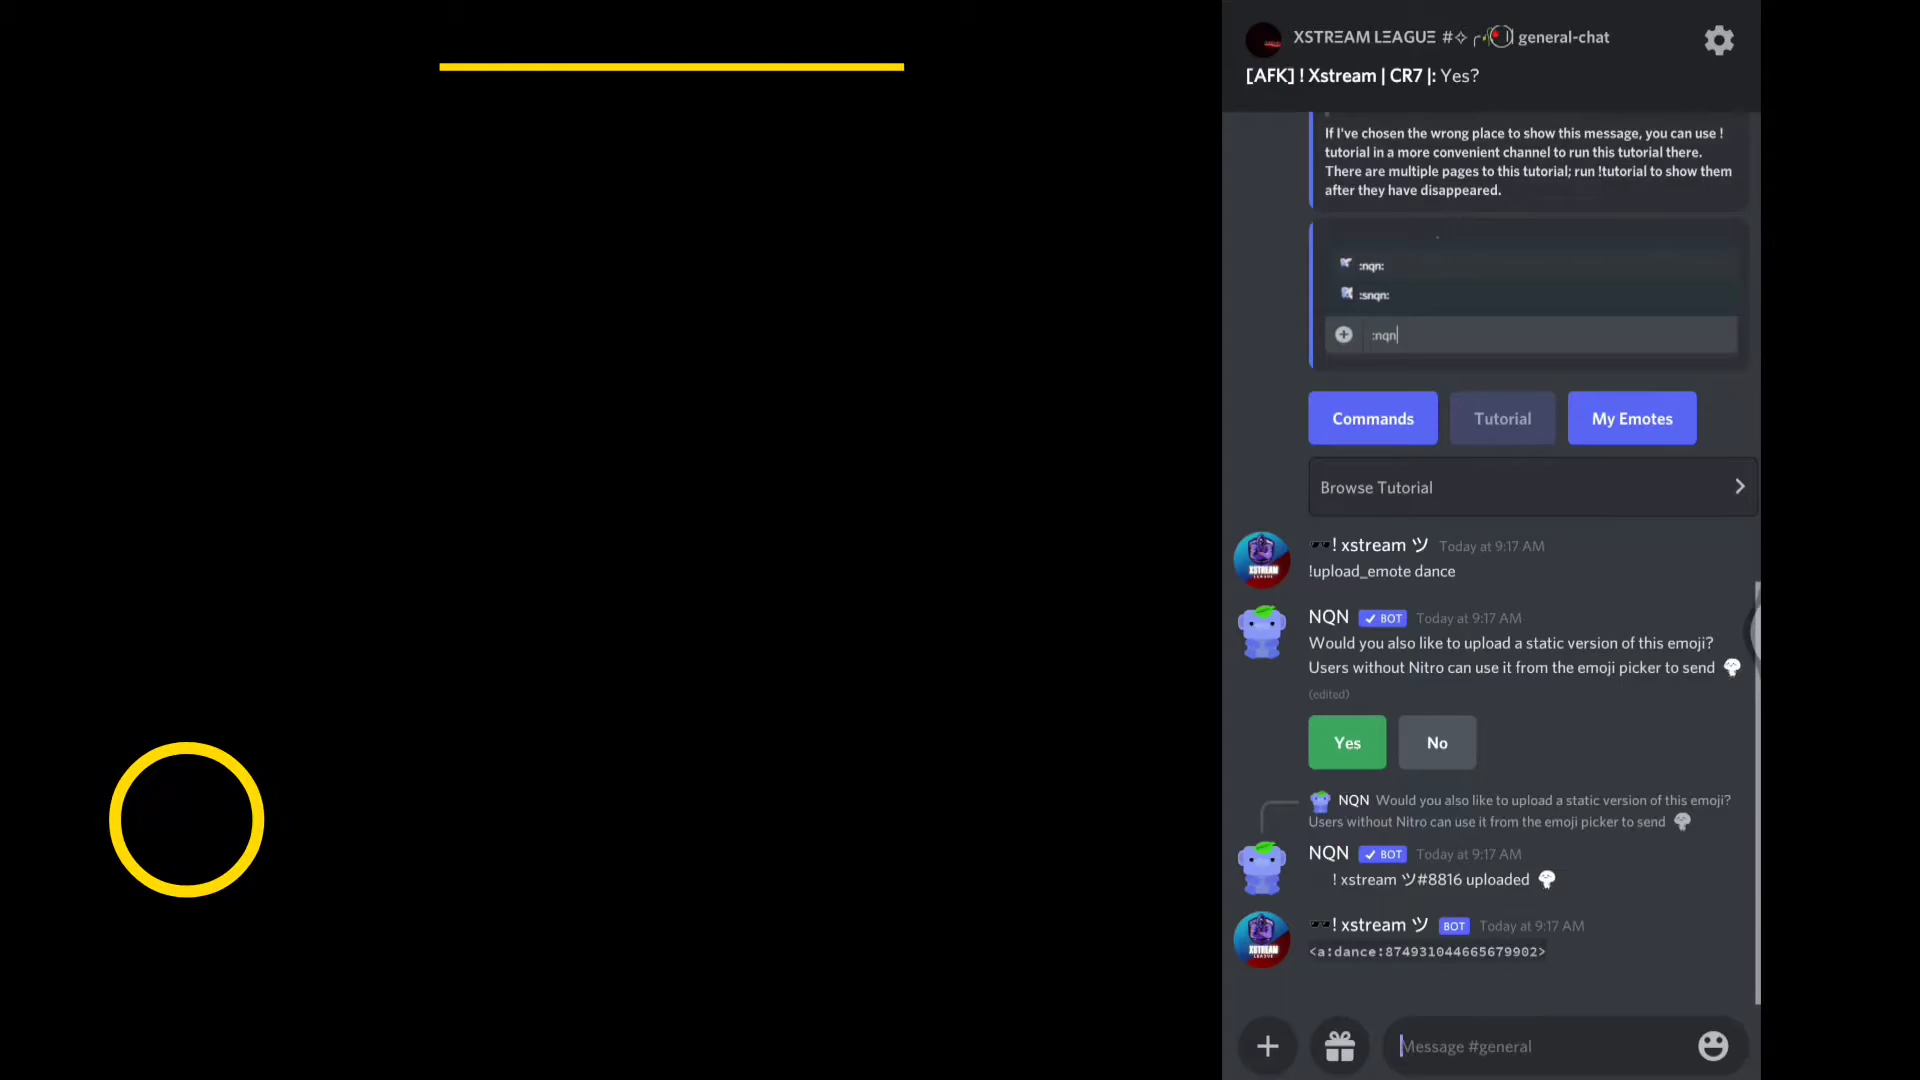 XSTRΞAM LΞAGUΞ #✧ general-chat
[AFK] ! Xstream | CR7 |: Yes?
If I've chosen the wrong place to show this message, you can use !
tutorial in a more convenient channel to run this tutorial there.
There are multiple pages to this tutorial; run !tutorial to show them
after they have disappeared.
:nqn:
:snqn:
:nqn
Commands
Tutorial
My Emotes
Browse Tutorial
! xstream ツ Today at 9:17 AM
!upload_emote dance
NQN ✓ BOT Today at 9:17 AM
Would you also like to upload a static version of this emoji?
Users without Nitro can use it from the emoji picker to send
(edited)
Yes
No
NQN Would you also like to upload a static version of this emoji?
Users without Nitro can use it from the emoji picker to send
NQN ✓ BOT Today at 9:17 AM
! xstream ツ#8816 uploaded
! xstream ツ BOT Today at 9:17 AM
<a:dance:874931044665679902>
XSTREAM
LEAGUE
Message #general